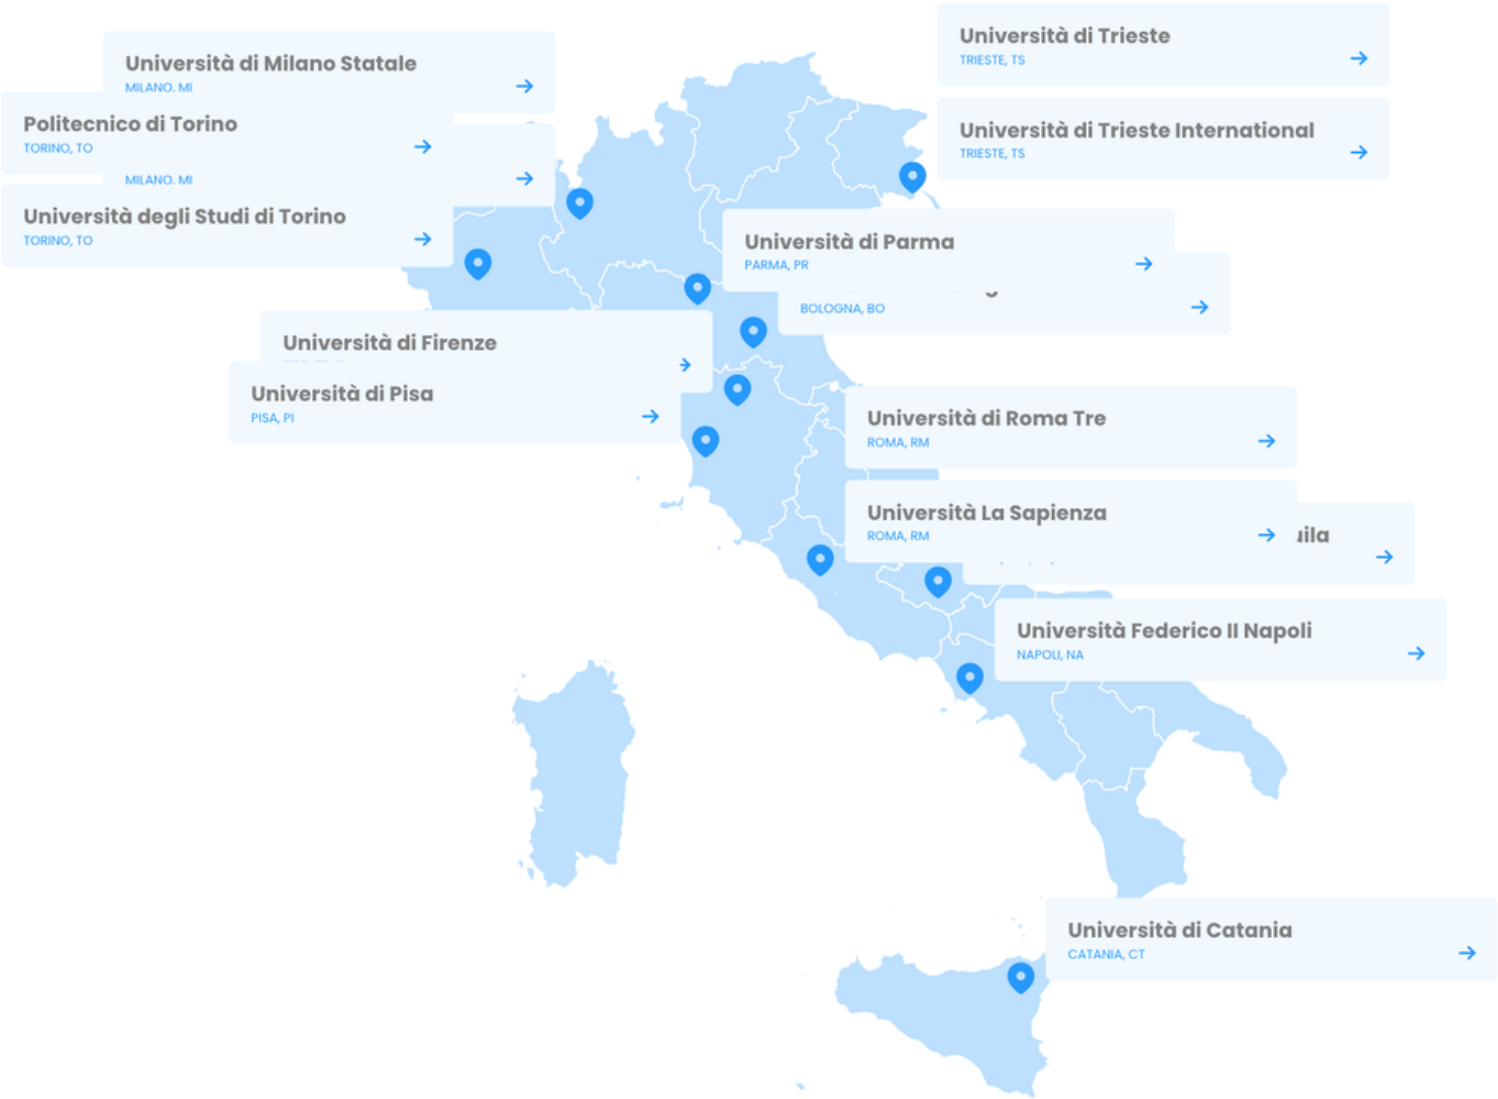 Università di Milano Statale
MILANO, MI
Politecnico di Torino
TORINO, TO
MILANO, MI
Università degli Studi di Torino
TORINO, TO
Università di Trieste
TRIESTE, TS
Università di Trieste International
TRIESTE, TS
Università di Parma
PARMA, PR
BOLOGNA, BO
Università di Firenze
Università di Pisa
PISA, PI
Università di Roma Tre
ROMA, RM
Università La Sapienza
ROMA, RM
Università Federico II Napoli
NAPOLI, NA
Università di Catania
CATANIA, CT